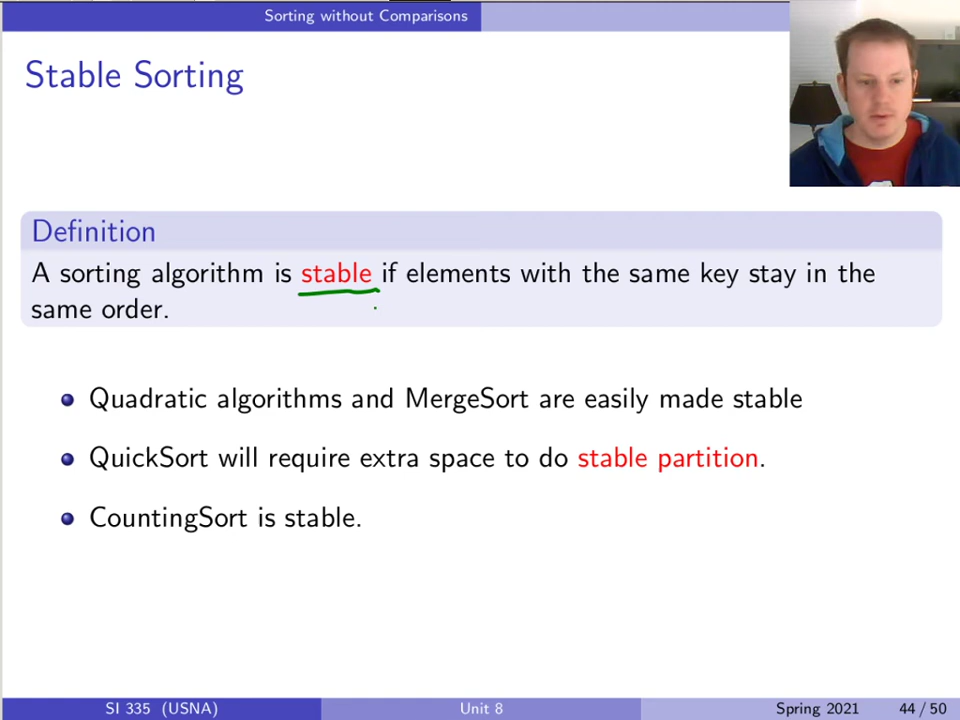 Sorting without Comparisons
Stable Sorting
Definition
A sorting algorithm is stable if elements with the same key stay in the
same order.
Quadratic algorithms and MergeSort are easily made stable
QuickSort will require extra space to do stable partition.
CountingSort is stable.
SI 335 (USNA) Unit 8 Spring 2021 44 / 50